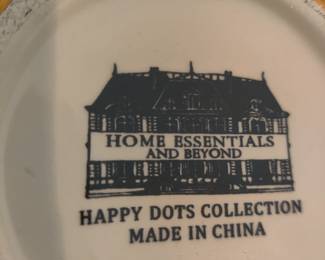 HOME ESSENTIALS
AND BEYOND
HAPPY DOTS COLLECTION
MADE IN CHINA